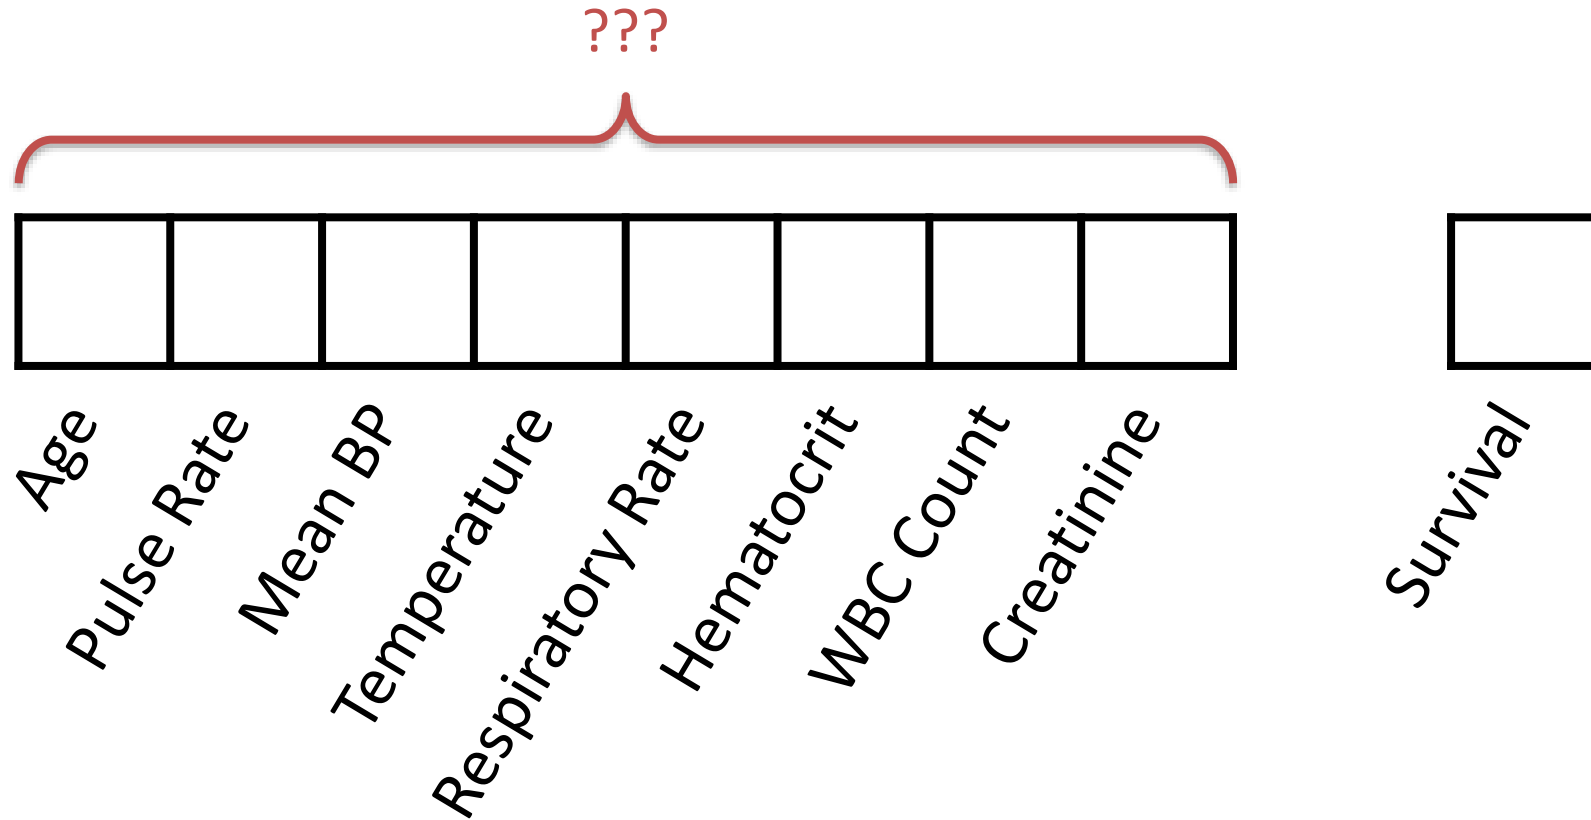 ???
Age
Pulse Rate
Mean BP
Temperature
Respiratory Rate
Hematocrit
WBC Count
Creatinine
Survival